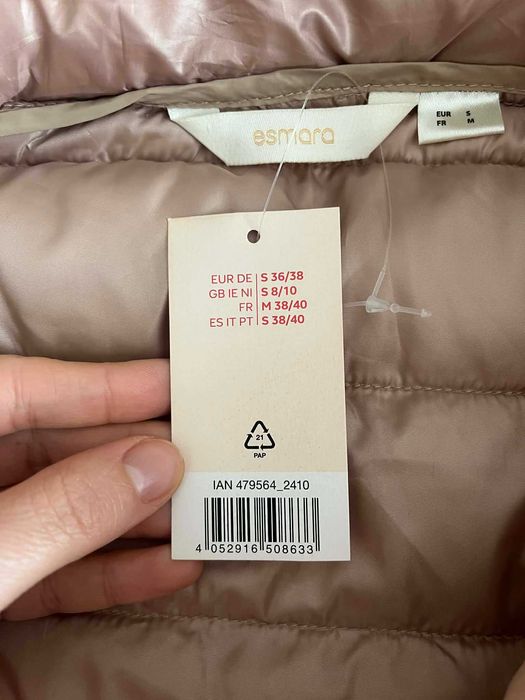 esmara
EUR S
FR M
EUR DE S 36/38
GB IE NI S 8/10
FR M 38/40
ES IT PT S 38/40
21
PAP
IAN 479564_2410
4 052916 508633